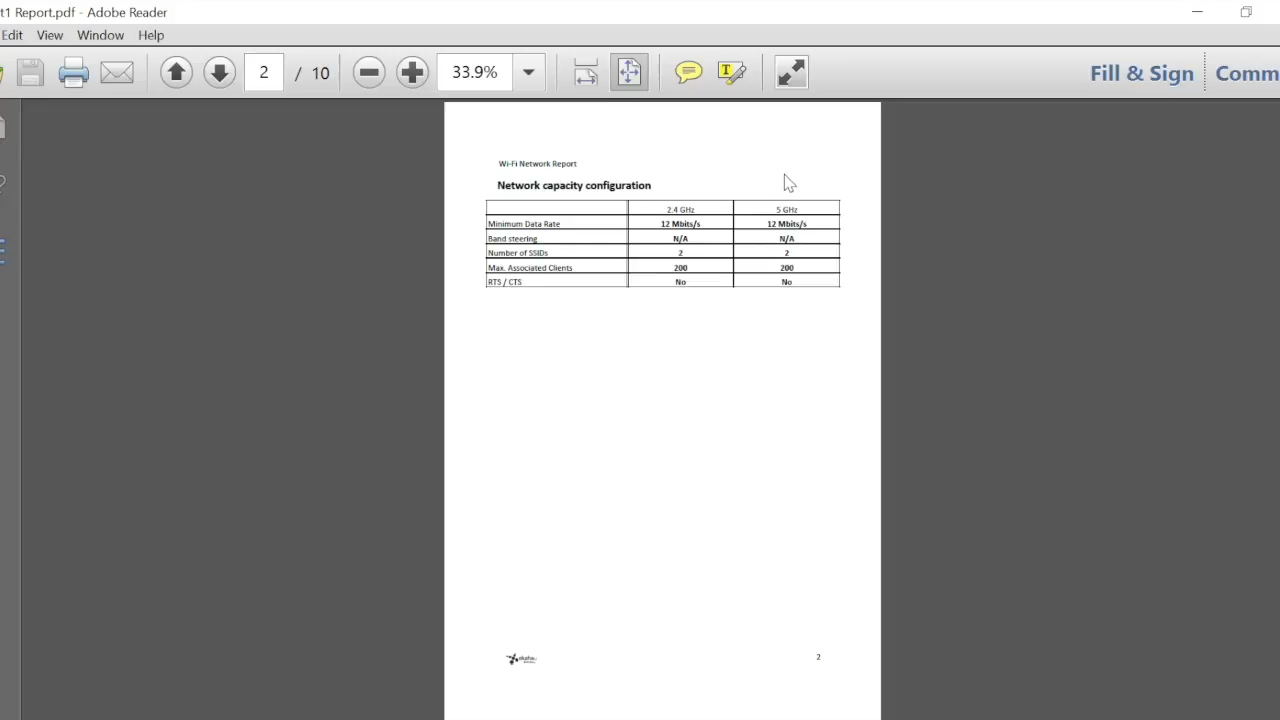 t1 Report.pdf - Adobe Reader
Edit View Window Help
2 / 10 33.9% T Fill & Sign Comm
Wi-Fi Network Report
Network capacity configuration
2.4 GHz 5 GHz
Minimum Data Rate 12 Mbits/s 12 Mbits/s
Band steering N/A N/A
Number of SSIDs 2 2
Max. Associated Clients 200 200
RTS / CTS No No
2